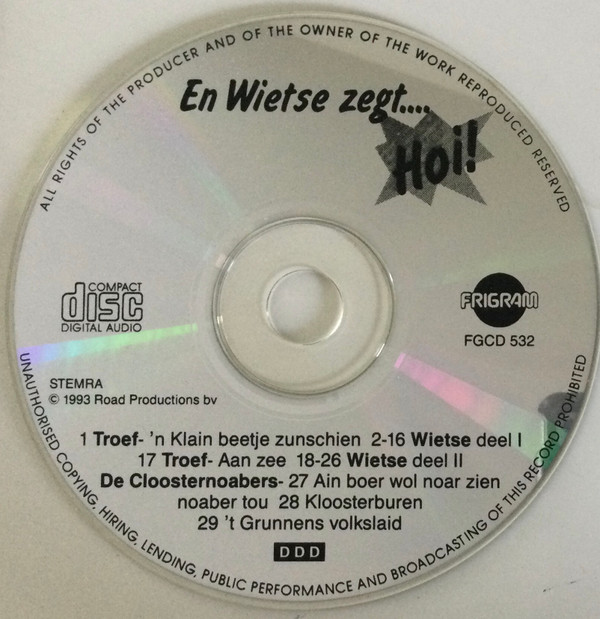 ALL RIGHTS OF THE PRODUCER AND OF THE OWNER OF THE WORK REPRODUCED RESERVED
En Wietse zegt....
Hoi!
COMPACT
disc
DIGITAL AUDIO
FRIGRAM
FGCD 532
STEMRA
© 1993 Road Productions bv
1 Troef- 'n Klain beetje zunschien 2-16 Wietse deel I
17 Troef- Aan zee 18-26 Wietse deel II
De Cloosternoabers- 27 Ain boer wol noar zien
noaber tou 28 Kloosterburen
29 't Grunnens volkslaid
DDD
UNAUTHORISED COPYING, HIRING, LENDING, PUBLIC PERFORMANCE AND BROADCASTING OF THIS RECORD PROHIBITED